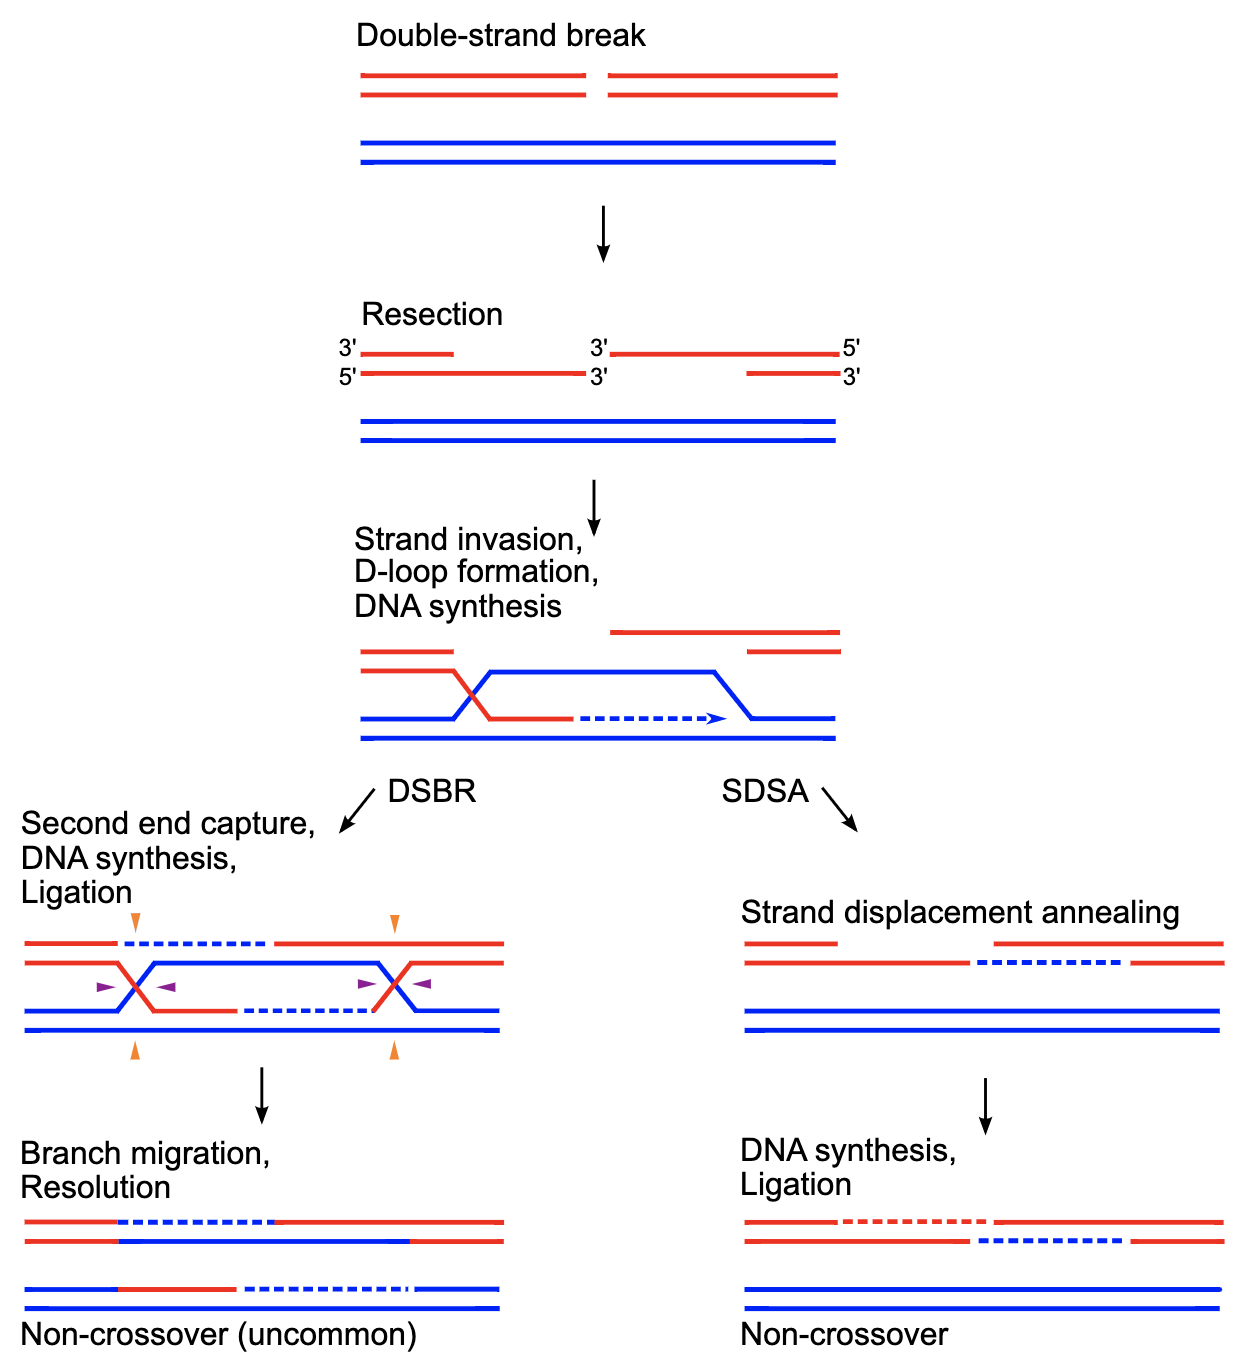 Double-strand break
Resection
3' 3' 5'
5' 3' 3'
Strand invasion,
D-loop formation,
DNA synthesis
DSBR SDSA
Second end capture,
DNA synthesis,
Ligation
Strand displacement annealing
Branch migration,
Resolution
DNA synthesis,
Ligation
Non-crossover (uncommon)
Non-crossover